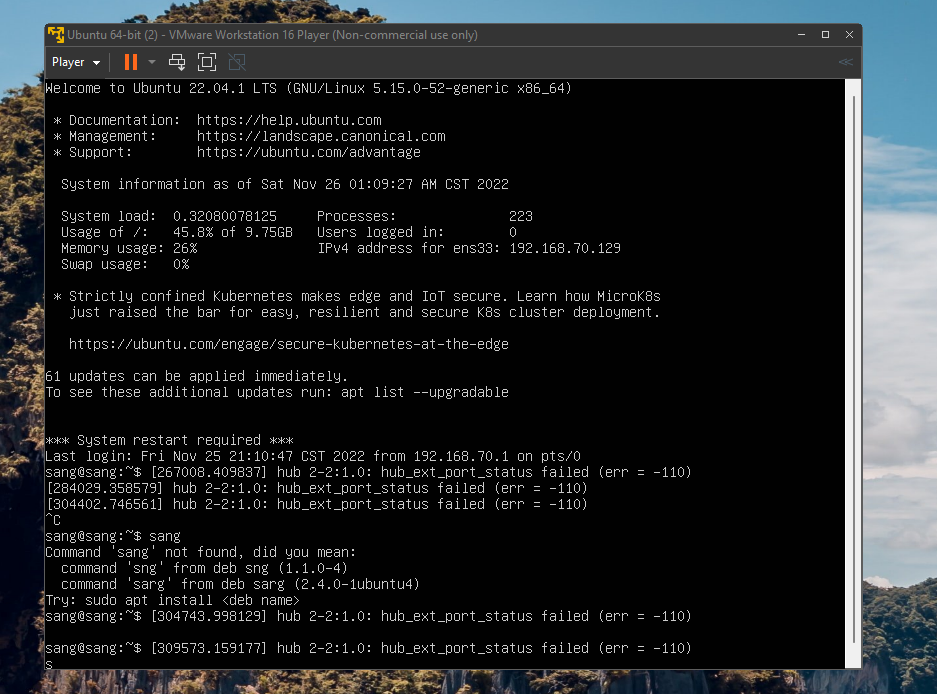 Ubuntu 64-bit (2) - VMware Workstation 16 Player (Non-commercial use only)
Player
Welcome to Ubuntu 22.04.1 LTS (GNU/Linux 5.15.0-52-generic x86_64)
* Documentation:  https://help.ubuntu.com
* Management:     https://landscape.canonical.com
* Support:        https://ubuntu.com/advantage
System information as of Sat Nov 26 01:09:27 AM CST 2022
System load:  0.32080078125     Processes:              223
Usage of /:   45.8% of 9.75GB   Users logged in:        0
Memory usage: 26%               IPv4 address for ens33: 192.168.70.129
Swap usage:   0%
* Strictly confined Kubernetes makes edge and IoT secure. Learn how MicroK8s
just raised the bar for easy, resilient and secure K8s cluster deployment.
https://ubuntu.com/engage/secure-kubernetes-at-the-edge
61 updates can be applied immediately.
To see these additional updates run: apt list --upgradable
*** System restart required ***
Last login: Fri Nov 25 21:10:47 CST 2022 from 192.168.70.1 on pts/0
sang@sang:~$ [267008.409837] hub 2-2:1.0: hub_ext_port_status failed (err = -110)
[284029.358579] hub 2-2:1.0: hub_ext_port_status failed (err = -110)
[304402.746561] hub 2-2:1.0: hub_ext_port_status failed (err = -110)
^C
sang@sang:~$ sang
Command 'sang' not found, did you mean:
command 'sng' from deb sng (1.1.0-4)
command 'sarg' from deb sarg (2.4.0-1ubuntu4)
Try: sudo apt install <deb name>
sang@sang:~$ [304743.998129] hub 2-2:1.0: hub_ext_port_status failed (err = -110)
sang@sang:~$ [309573.159177] hub 2-2:1.0: hub_ext_port_status failed (err = -110)
s